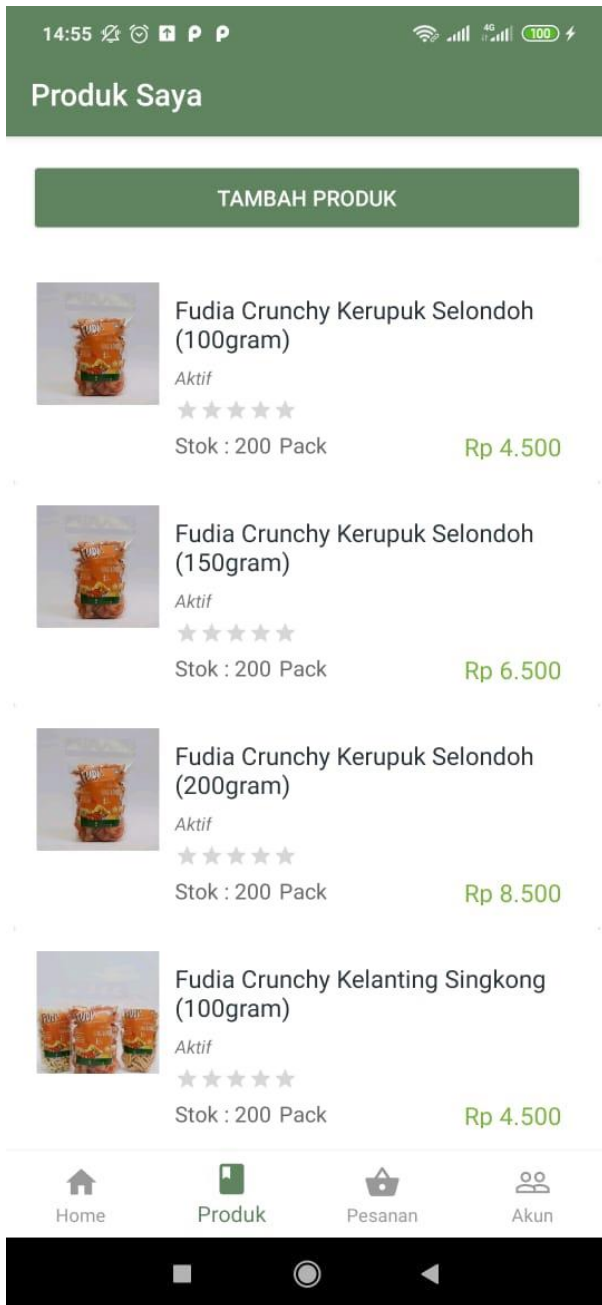 14:55
4G
100
Produk Saya
TAMBAH PRODUK
Fudia Crunchy Kerupuk Selondoh
(100gram)
Aktif
Stok : 200 Pack
Rp 4.500
Fudia Crunchy Kerupuk Selondoh
(150gram)
Aktif
Stok : 200 Pack
Rp 6.500
Fudia Crunchy Kerupuk Selondoh
(200gram)
Aktif
Stok : 200 Pack
Rp 8.500
Fudia Crunchy Kelanting Singkong
(100gram)
Aktif
Stok : 200 Pack
Rp 4.500
Home
Produk
Pesanan
Akun